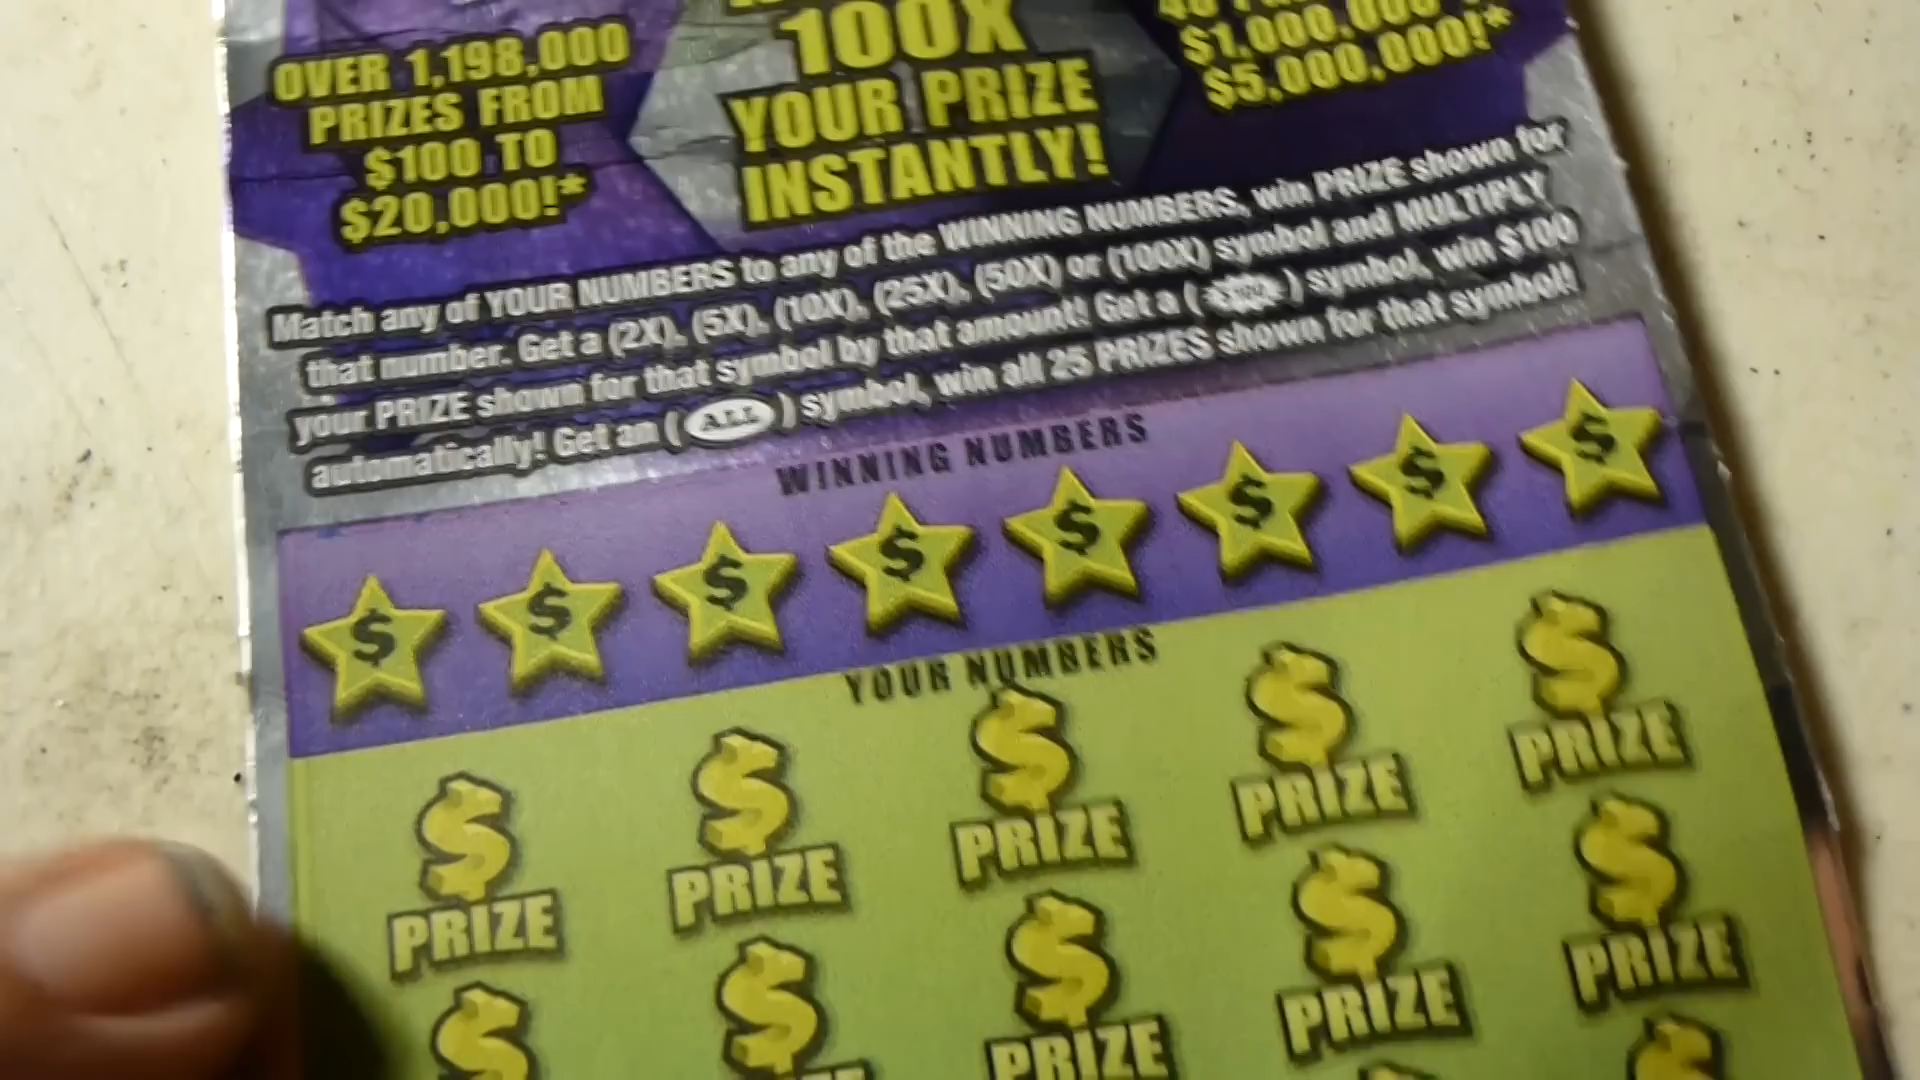 OVER 1,198,000
PRIZES FROM
$100 TO
$20,000!*
100X
YOUR PRIZE
INSTANTLY!
$1,000,000
$5,000,000!*
Match any of YOUR NUMBERS to any of the WINNING NUMBERS, win PRIZE shown for
that number. Get a (2X), (5X), (10X), (25X), (50X) or (100X) symbol and MULTIPLY
your PRIZE shown for that symbol by that amount! Get a ( ) symbol, win $100
automatically! Get an (ALL) symbol, win all 25 PRIZES shown for that symbol!
WINNING NUMBERS
$ $ $ $ $ $ $ $
YOUR NUMBERS
$ $ $ $ $
PRIZE PRIZE PRIZE PRIZE PRIZE
$ $ $ $ $
PRIZE PRIZE PRIZE